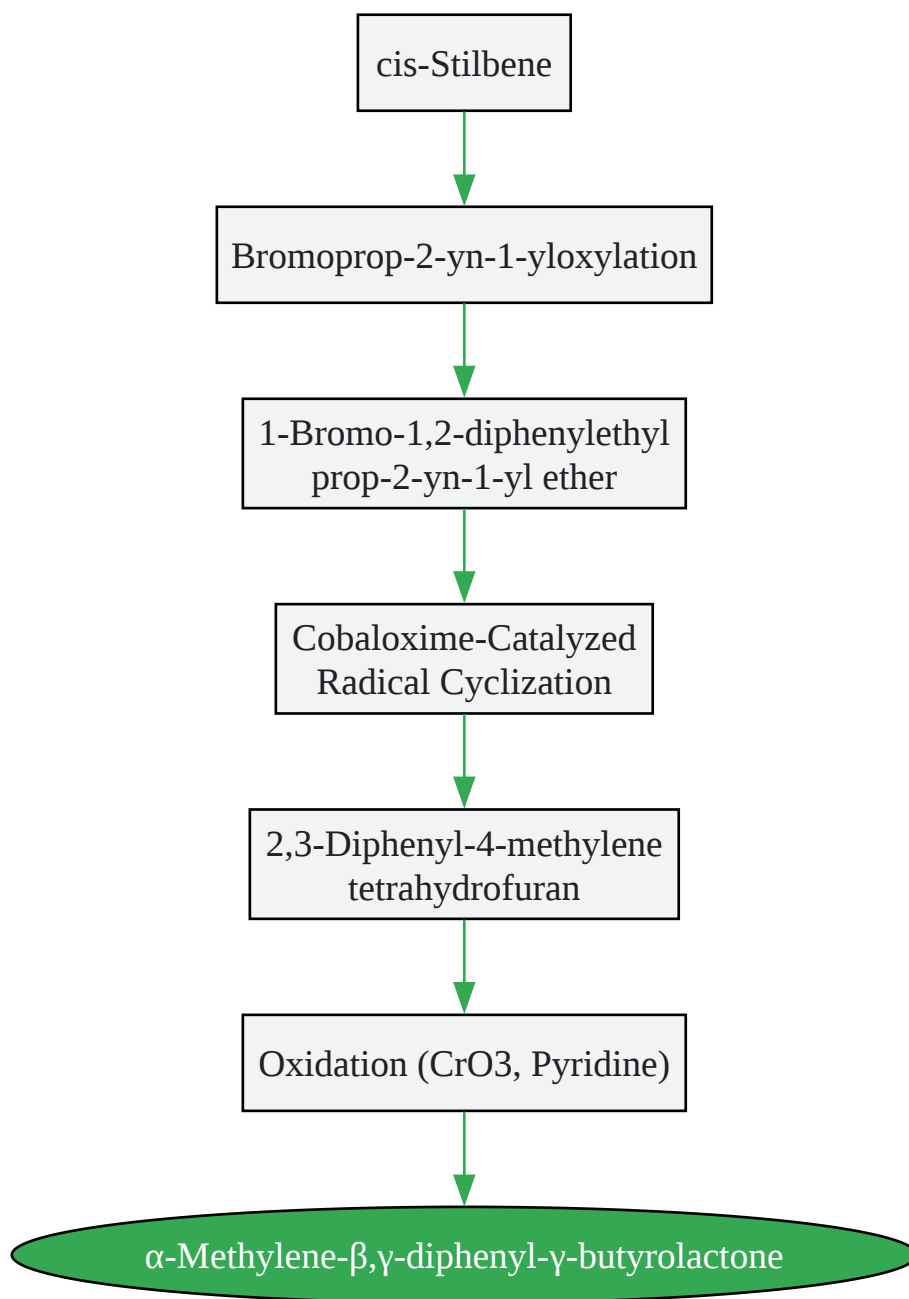 cis-Stilbene
Bromoprop-2-yn-1-yloxylation
1-Bromo-1,2-diphenylethyl
prop-2-yn-1-yl ether
Cobaloxime-Catalyzed
Radical Cyclization
2,3-Diphenyl-4-methylene
tetrahydrofuran
Oxidation (CrO3, Pyridine)
α-Methylene-β,γ-diphenyl-γ-butyrolactone